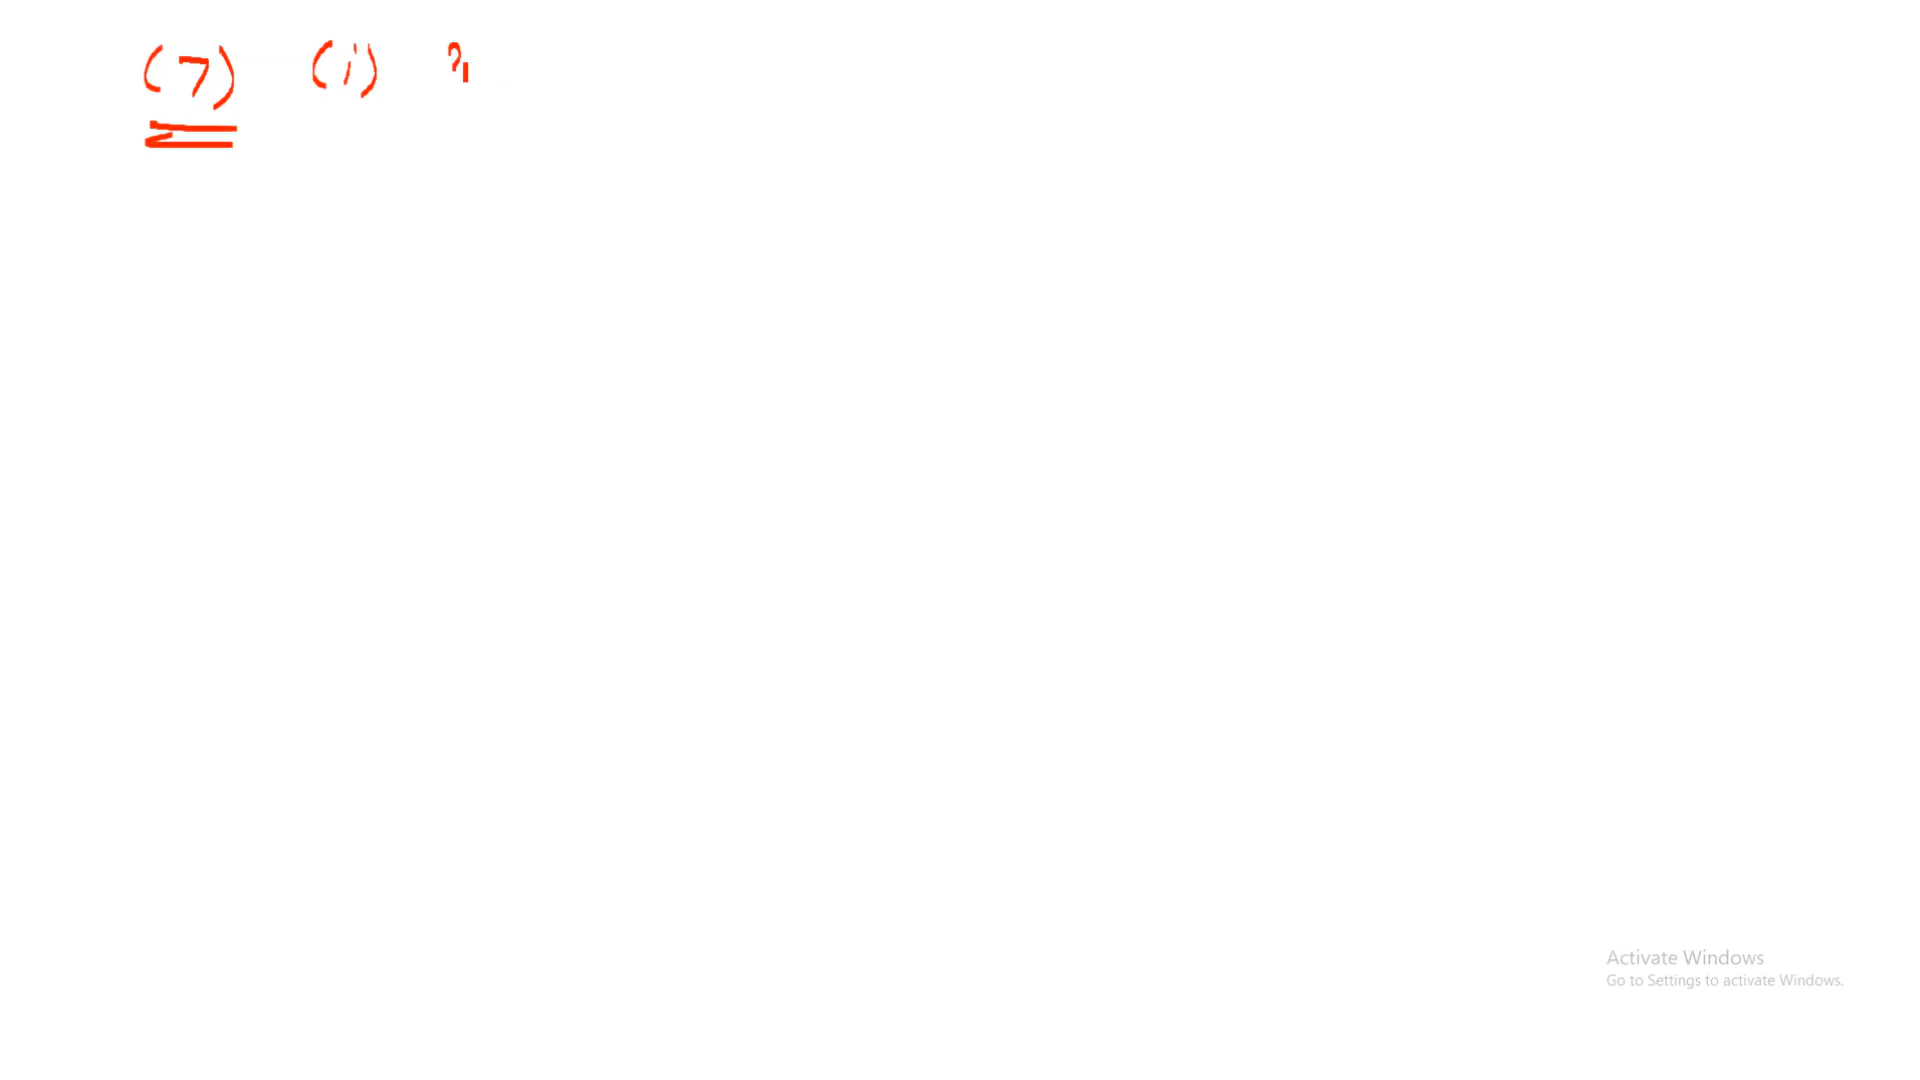 (7) (i)
Activate Windows
Go to Settings to activate Windows.